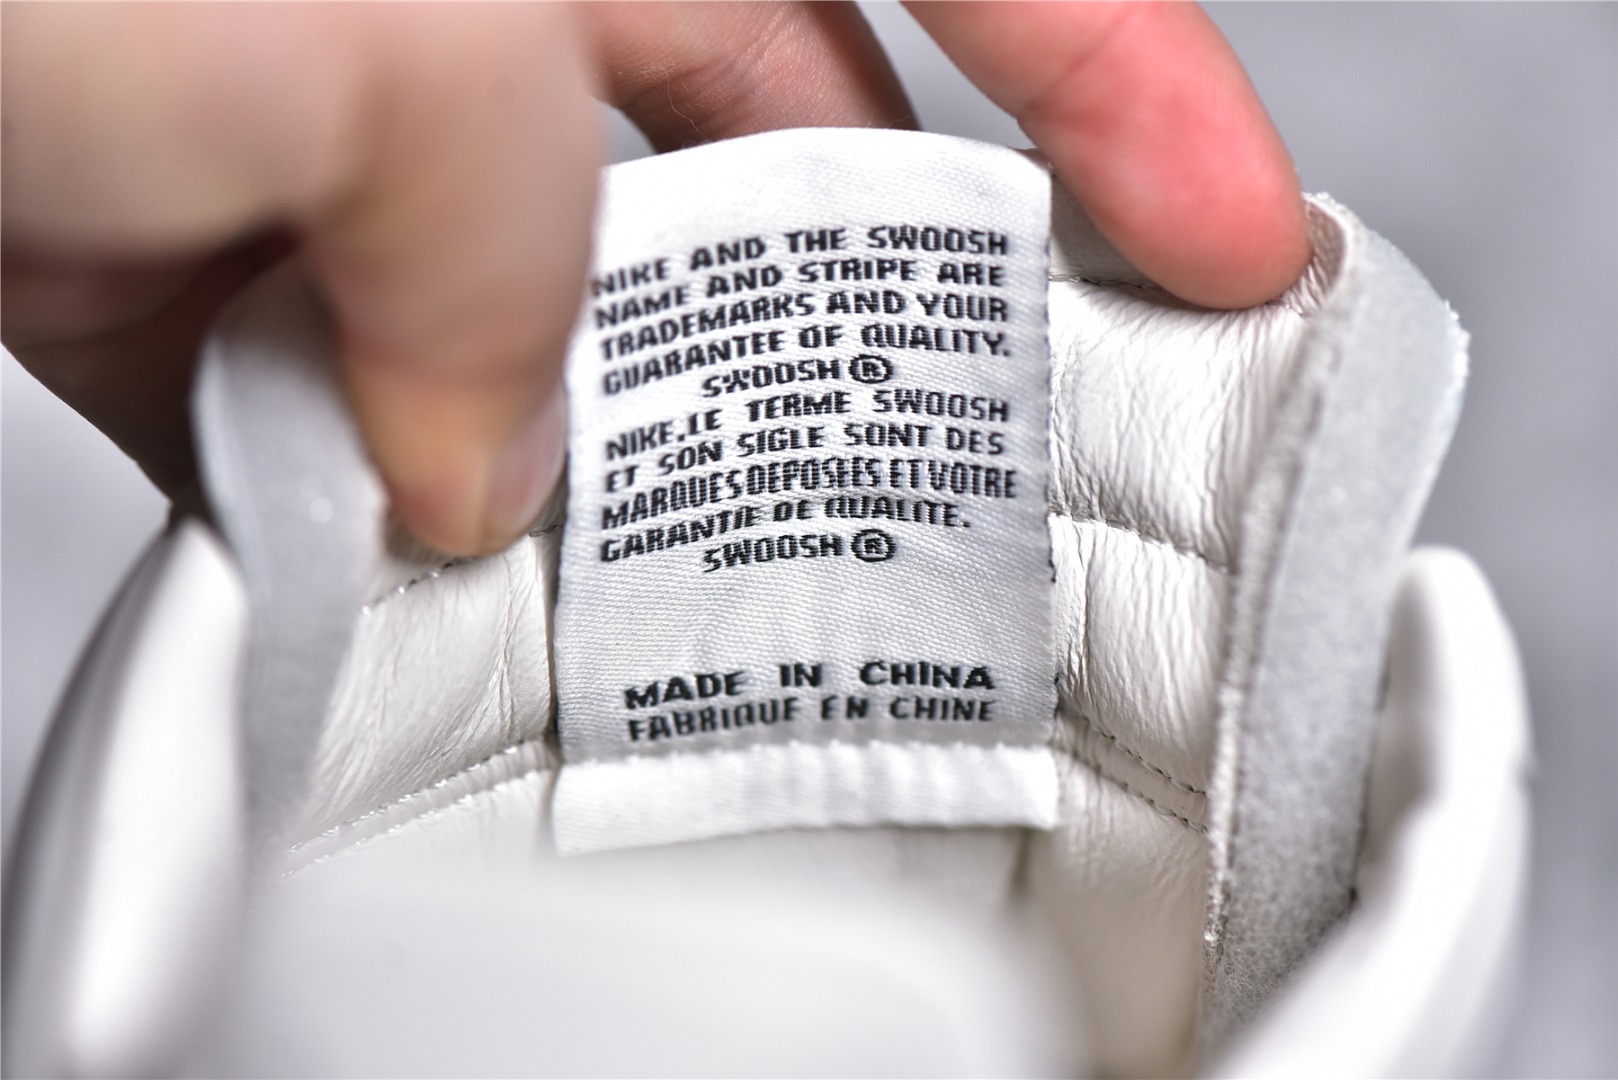 NIKE AND THE SWOOSH
NAME AND STRIPE ARE
TRADEMARKS AND YOUR
GUARANTEE OF QUALITY.
SWOOSH®
NIKE,LE TERME SWOOSH
ET SON SIGLE SONT DES
MARQUES DEPOSEES ET VOTRE
GARANTIE DE QUALITE.
SWOOSH®
MADE IN CHINA
FABRIQUE EN CHINE